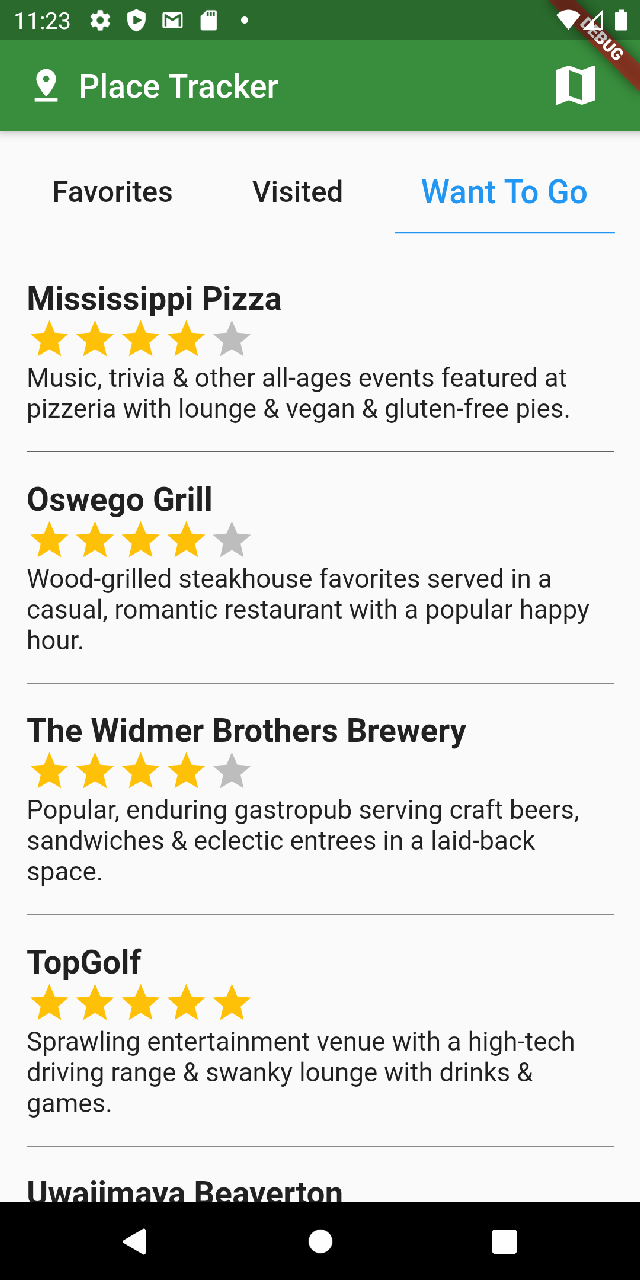 11:23
DEBUG
Place Tracker
Favorites Visited Want To Go
Mississippi Pizza
Music, trivia & other all-ages events featured at
pizzeria with lounge & vegan & gluten-free pies.
Oswego Grill
Wood-grilled steakhouse favorites served in a
casual, romantic restaurant with a popular happy
hour.
The Widmer Brothers Brewery
Popular, enduring gastropub serving craft beers,
sandwiches & eclectic entrees in a laid-back
space.
TopGolf
Sprawling entertainment venue with a high-tech
driving range & swanky lounge with drinks &
games.
Uwajimaya Beaverton